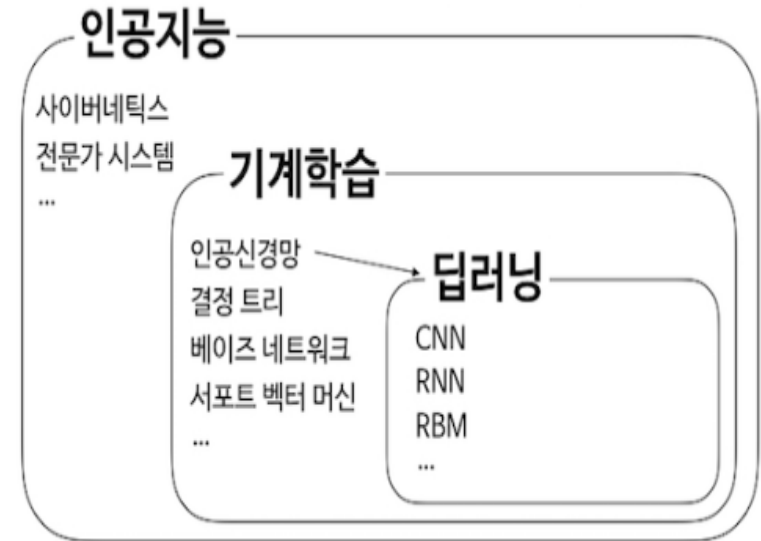 인공지능
사이버네틱스
전문가 시스템
...
기계학습
인공신경망
결정 트리
베이즈 네트워크
서포트 벡터 머신
...
딥러닝
CNN
RNN
RBM
...